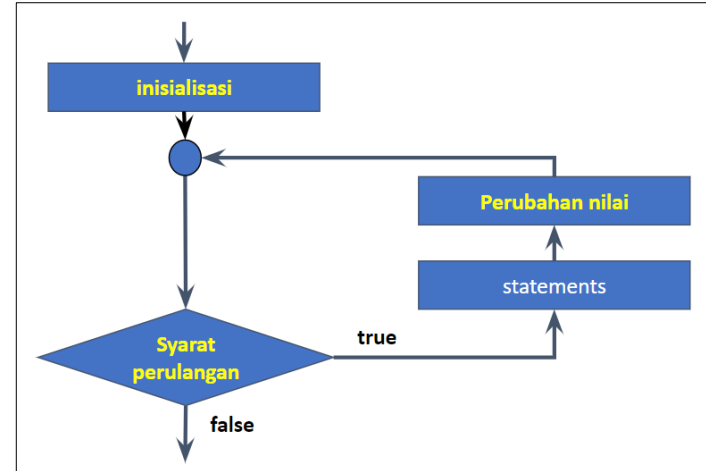 inisialisasi
Perubahan nilai
statements
Syarat
perulangan
true
false